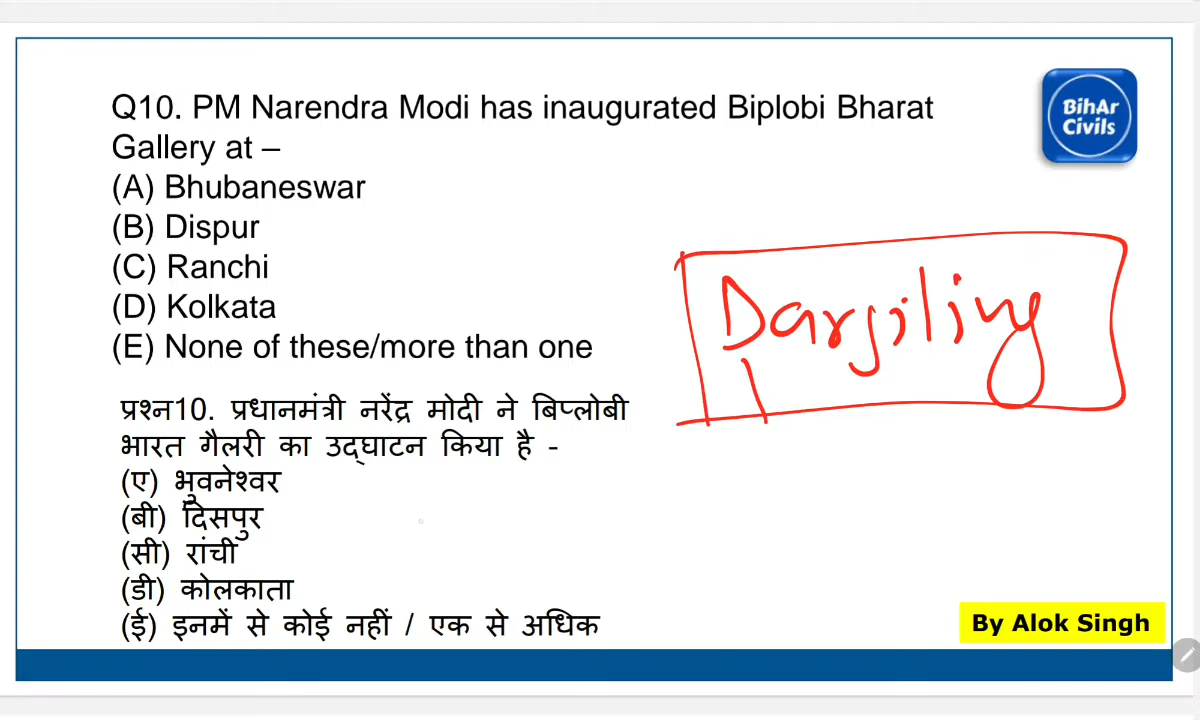 Q10. PM Narendra Modi has inaugurated Biplobi Bharat
Gallery at –
(A) Bhubaneswar
(B) Dispur
(C) Ranchi
(D) Kolkata
(E) None of these/more than one
प्रश्न10. प्रधानमंत्री नरेंद्र मोदी ने बिप्लोबी
भारत गैलरी का उद्घाटन किया है -
(ए) भुवनेश्वर
(बी) दिसपुर
(सी) रांची
(डी) कोलकाता
(ई) इनमें से कोई नहीं / एक से अधिक
BihAr
Civils
Darjiling
By Alok Singh